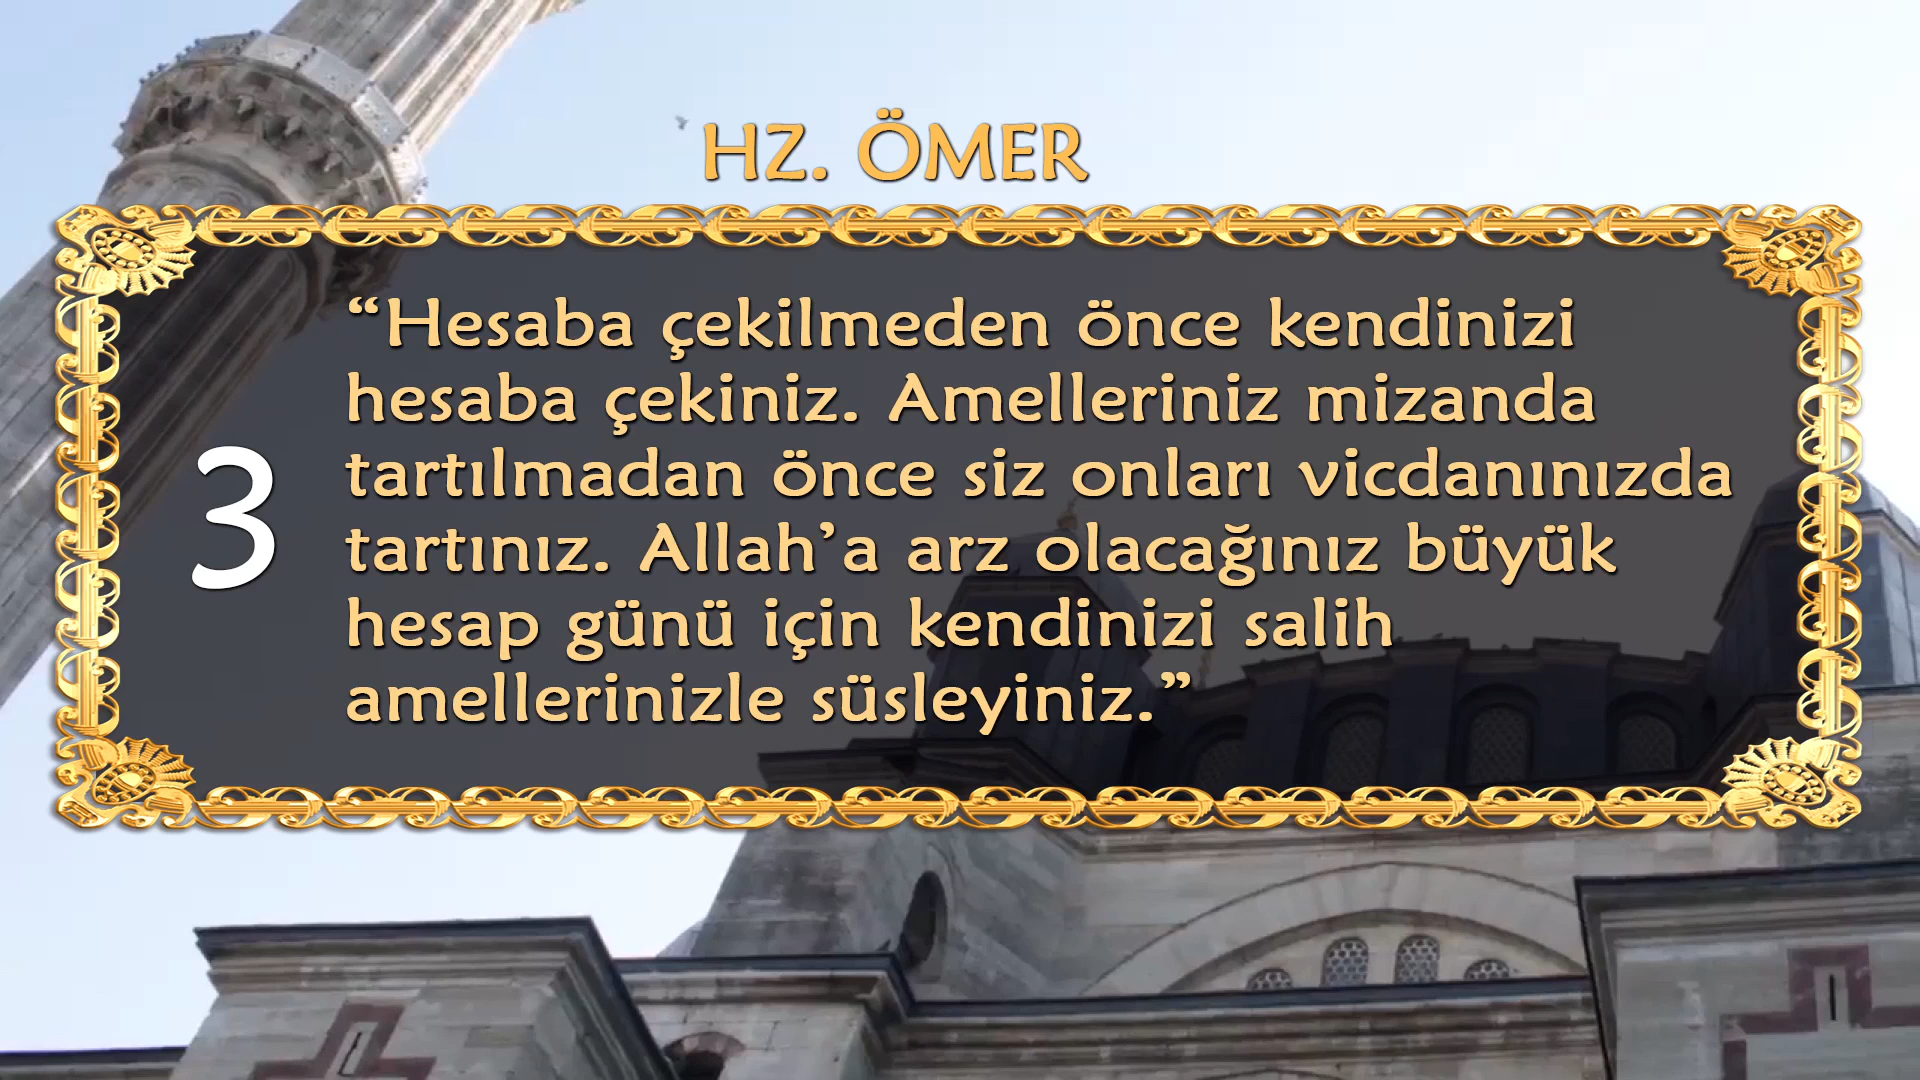 HZ. ÖMER
3
“Hesaba çekilmeden önce kendinizi
hesaba çekiniz. Amelleriniz mizanda
tartılmadan önce siz onları vicdanınızda
tartınız. Allah’a arz olacağınız büyük
hesap günü için kendinizi salih
amellerinizle süsleyiniz.”